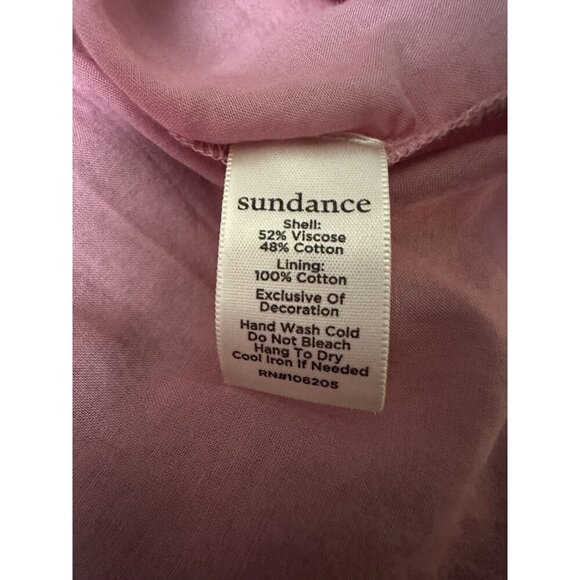 sundance
Shell:
52% Viscose
48% Cotton
Lining:
100% Cotton
Exclusive Of
Decoration
Hand Wash Cold
Do Not Bleach
Hang To Dry
Cool Iron If Needed
RN#106205